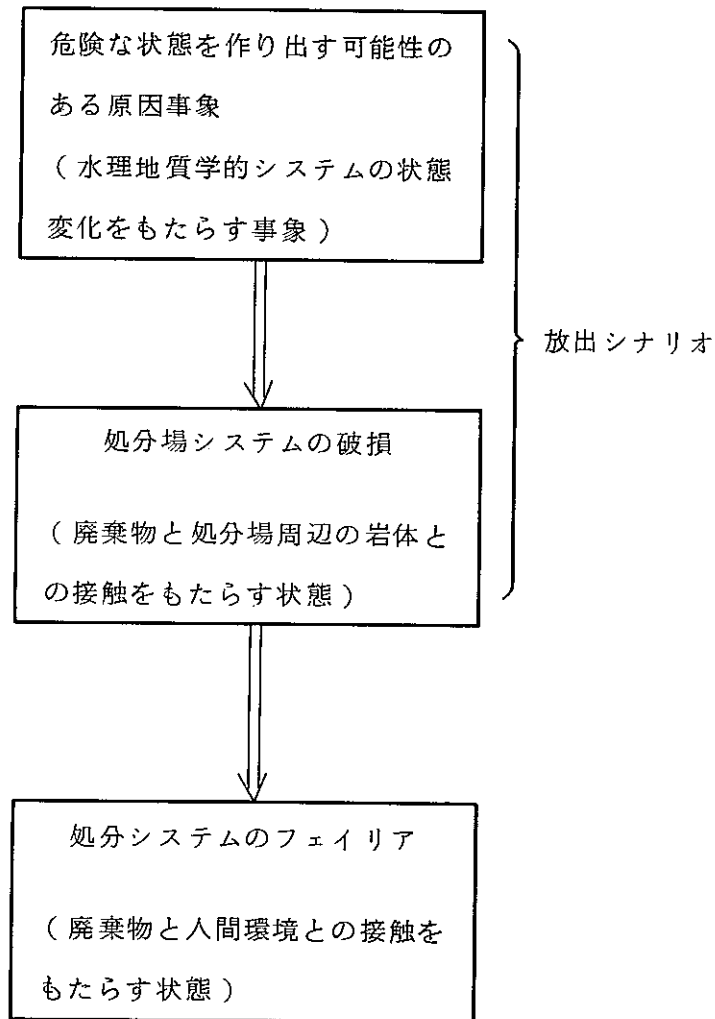 危険な状態を作り出す可能性の
ある原因事象
（水理地質学的システムの状態
変化をもたらす事象）
放出シナリオ
処分場システムの破損
（廃棄物と処分場周辺の岩体と
の接触をもたらす状態）
処分システムのフェイリア
（廃棄物と人間環境との接触を
もたらす状態）